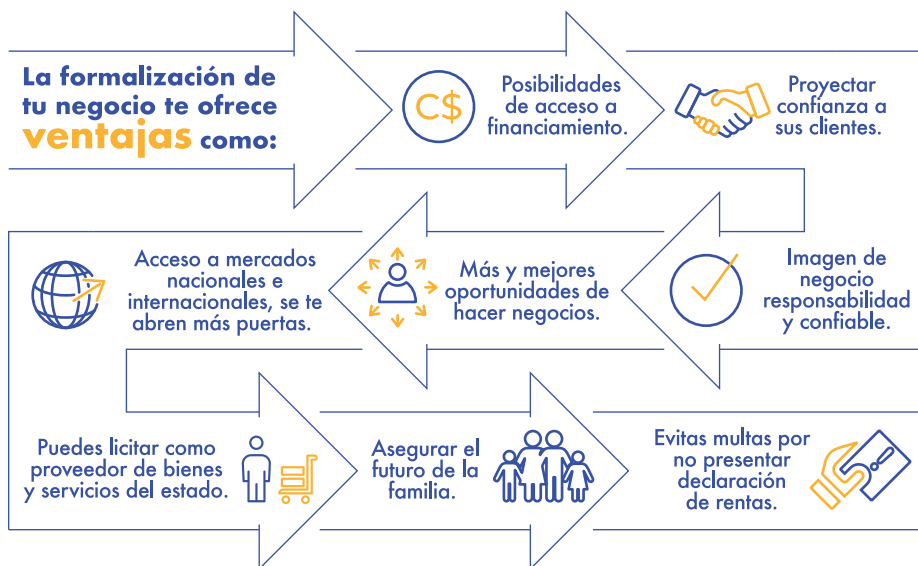 La formalización de
tu negocio te ofrece
ventajas como:
C$
Posibilidades
de acceso a
financiamiento.
Proyectar
confianza a
sus clientes.
Imagen de
negocio
responsabilidad
y confiable.
Más y mejores
oportunidades de
hacer negocios.
Acceso a mercados
nacionales e
internacionales, se te
abren más puertas.
Puedes licitar como
proveedor de bienes
y servicios del estado.
Asegurar el
futuro de la
familia.
Evitas multas por
no presentar
declaración
de rentas.